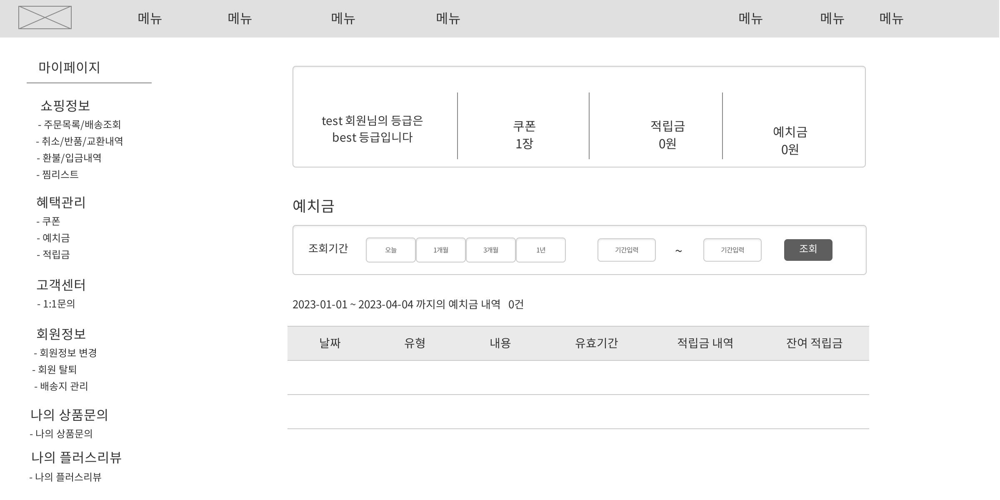 메뉴 메뉴 메뉴 메뉴 메뉴 메뉴 메뉴
마이페이지
쇼핑정보
- 주문목록/배송조회
- 취소/반품/교환내역
- 환불/입금내역
- 찜리스트
혜택관리
- 쿠폰
- 예치금
- 적립금
고객센터
- 1:1문의
회원정보
- 회원정보 변경
- 회원 탈퇴
- 배송지 관리
나의 상품문의
- 나의 상품문의
나의 플러스리뷰
- 나의 플러스리뷰
test 회원님의 등급은
best 등급입니다
쿠폰
1장
적립금
0원
예치금
0원
예치금
조회기간 오늘 1개월 3개월 1년 기간입력 ~ 기간입력 조회
2023-01-01 ~ 2023-04-04 까지의 예치금 내역 0건
날짜 유형 내용 유효기간 적립금 내역 잔여 적립금